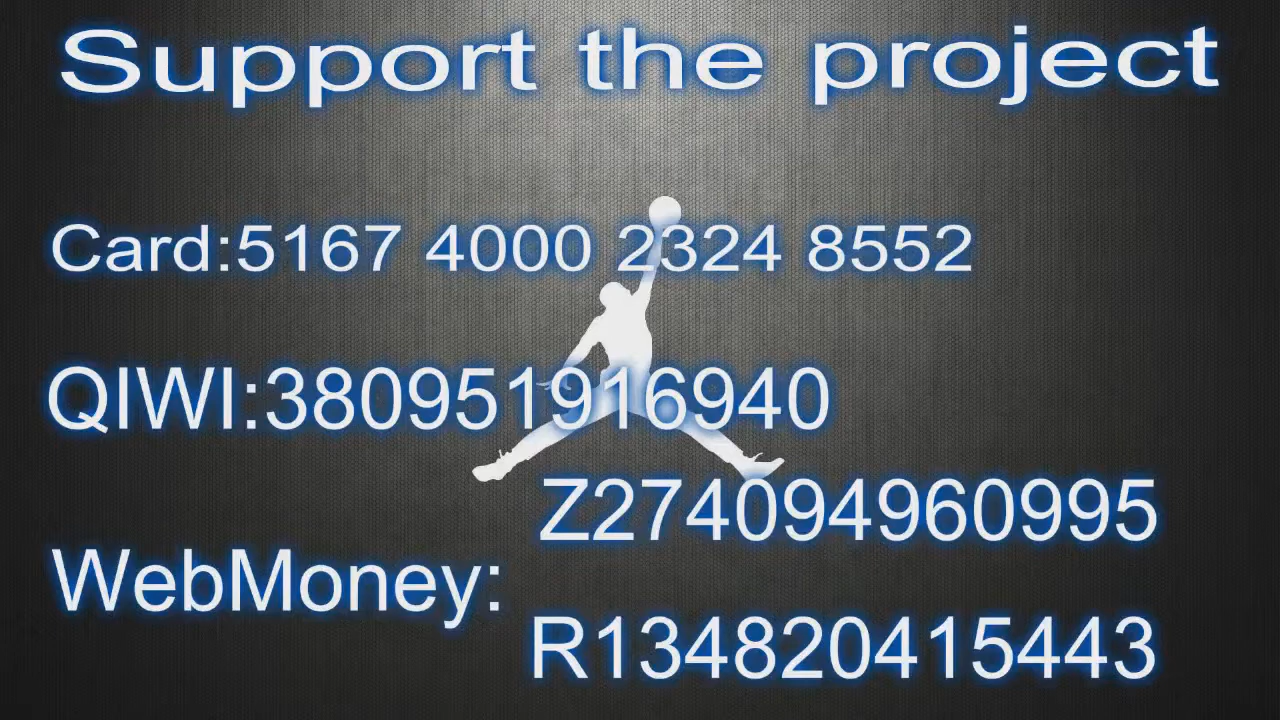 Support the project
Card:5167 4000 2324 8552
QIWI:380951916940
Z274094960995
WebMoney:
R134820415443